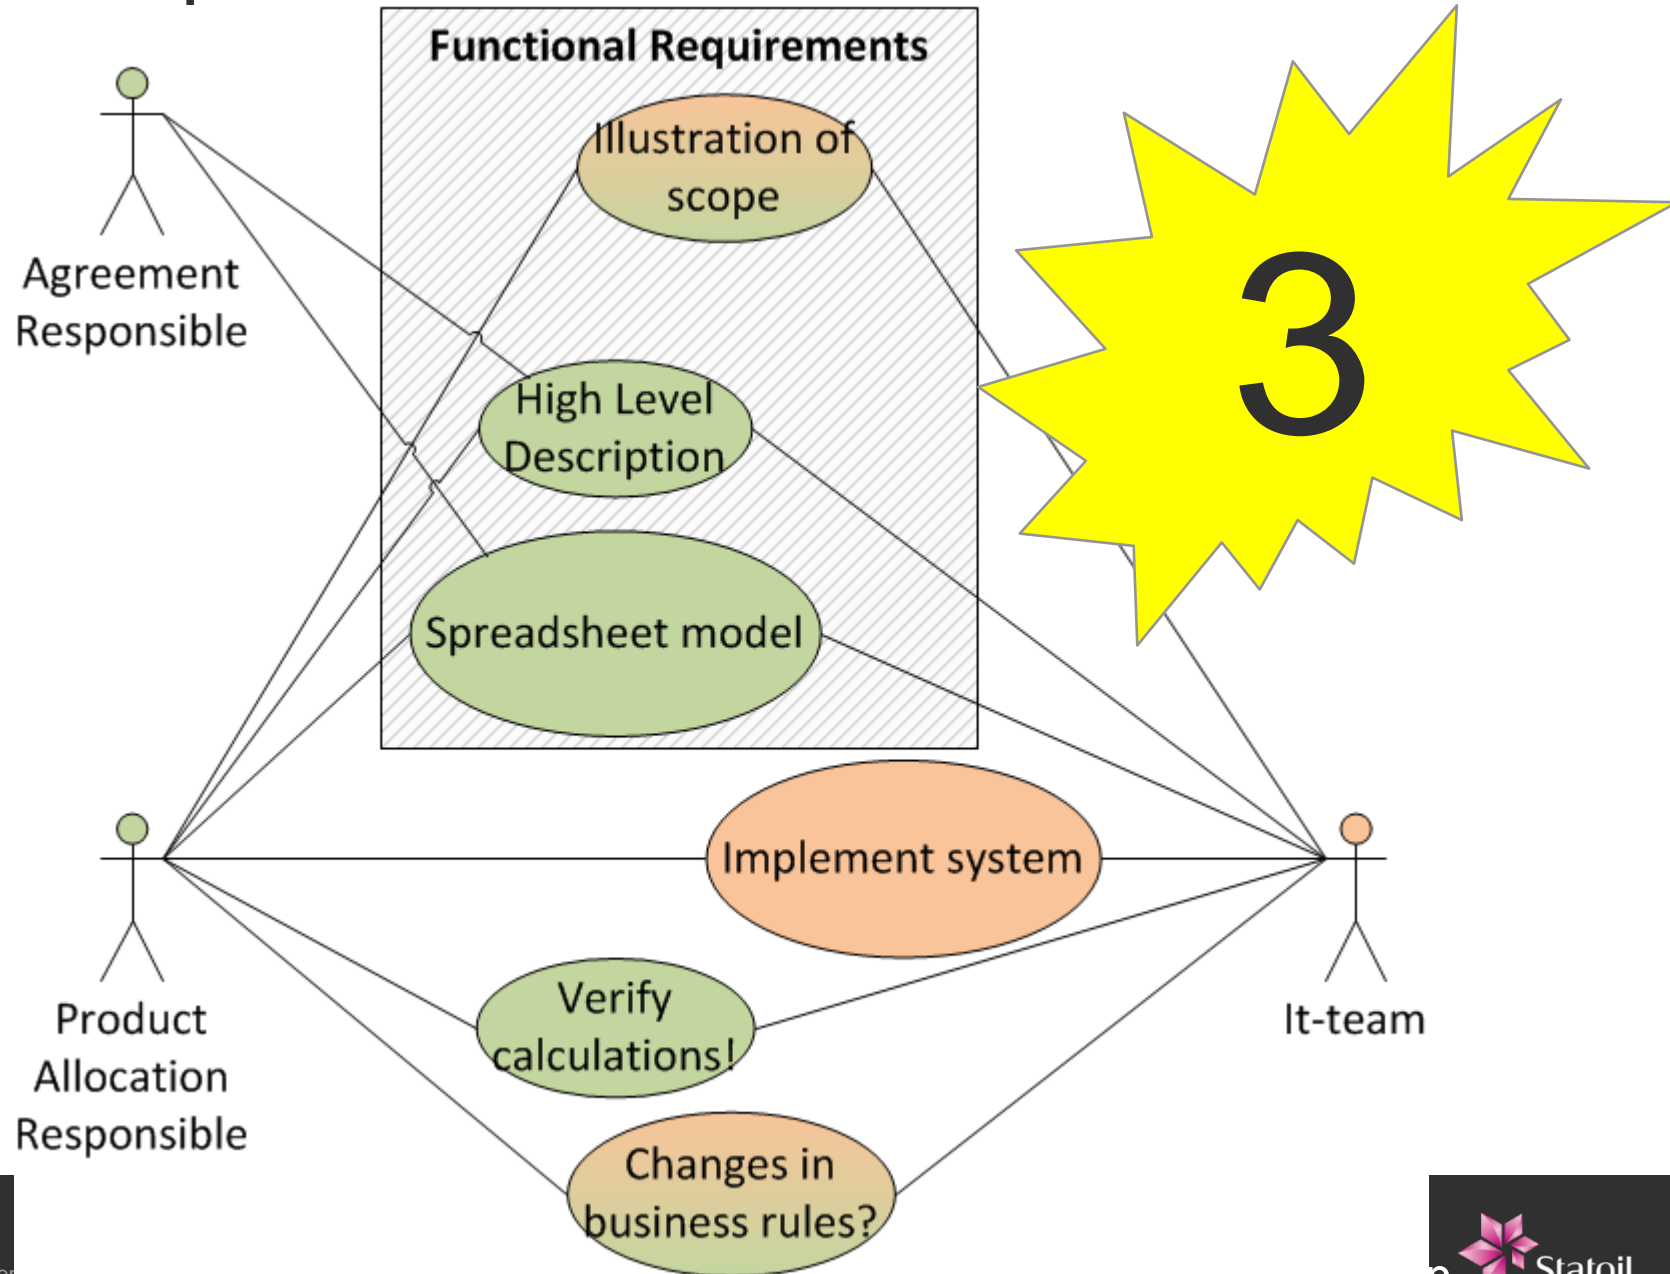 Functional Requirements
Illustration of
scope
Agreement
Responsible
3
High Level
Description
Spreadsheet model
Implement system
Verify
calculations!
It-team
Product
Allocation
Responsible
Changes in
business rules?
Statoil